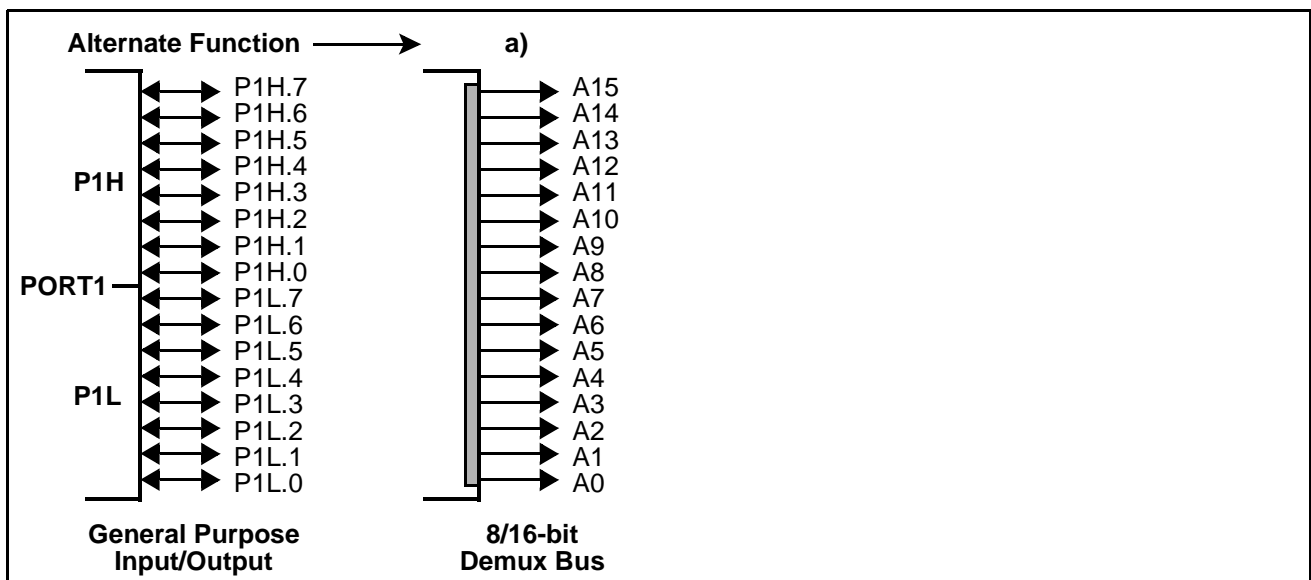 Alternate Function a)
P1H.7 A15
P1H.6 A14
P1H.5 A13
P1H.4 A12
P1H P1H.3 A11
P1H.2 A10
P1H.1 A9
P1H.0 A8
PORT1 P1L.7 A7
P1L.6 A6
P1L.5 A5
P1L.4 A4
P1L P1L.3 A3
P1L.2 A2
P1L.1 A1
P1L.0 A0
General Purpose 8/16-bit
Input/Output Demux Bus